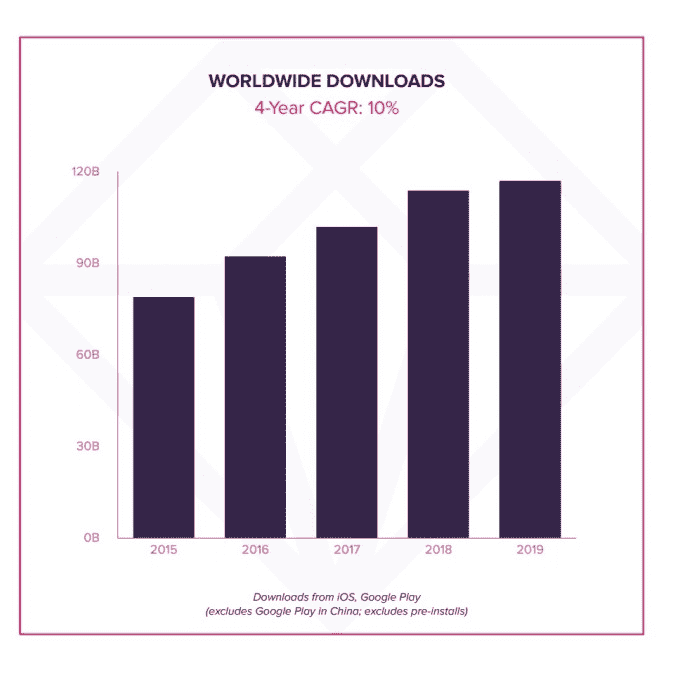 WORLDWIDE DOWNLOADS
4-Year CAGR: 10%
120B
90B
60B
30B
0B
2015 2016 2017 2018 2019
Downloads from iOS, Google Play
(excludes Google Play in China; excludes pre-installs)